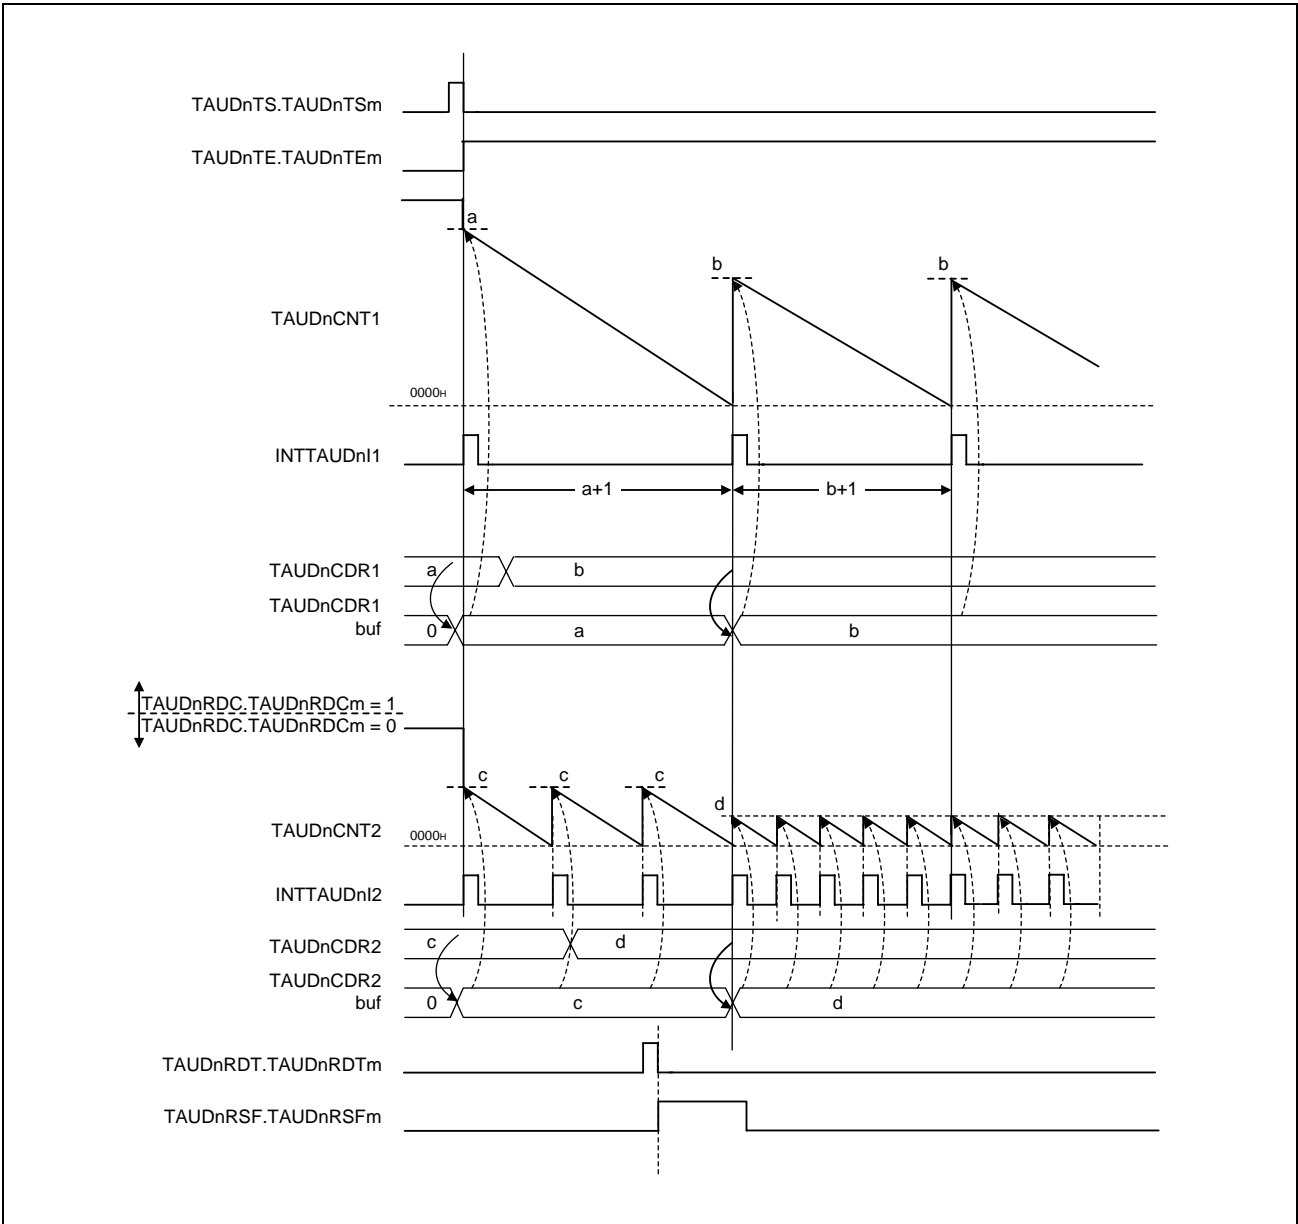 TAUDnTS.TAUDnTSm
TAUDnTE.TAUDnTEm
a
b b
TAUDnCNT1
0000H
INTTAUDnI1
a+1 b+1
TAUDnCDR1 a b
TAUDnCDR1
buf 0 a b
TAUDnRDC.TAUDnRDCm = 1
TAUDnRDC.TAUDnRDCm = 0
c c c
d
TAUDnCNT2
0000H
INTTAUDnI2
TAUDnCDR2 c d
TAUDnCDR2
buf 0 c d
TAUDnRDT.TAUDnRDTm
TAUDnRSF.TAUDnRSFm